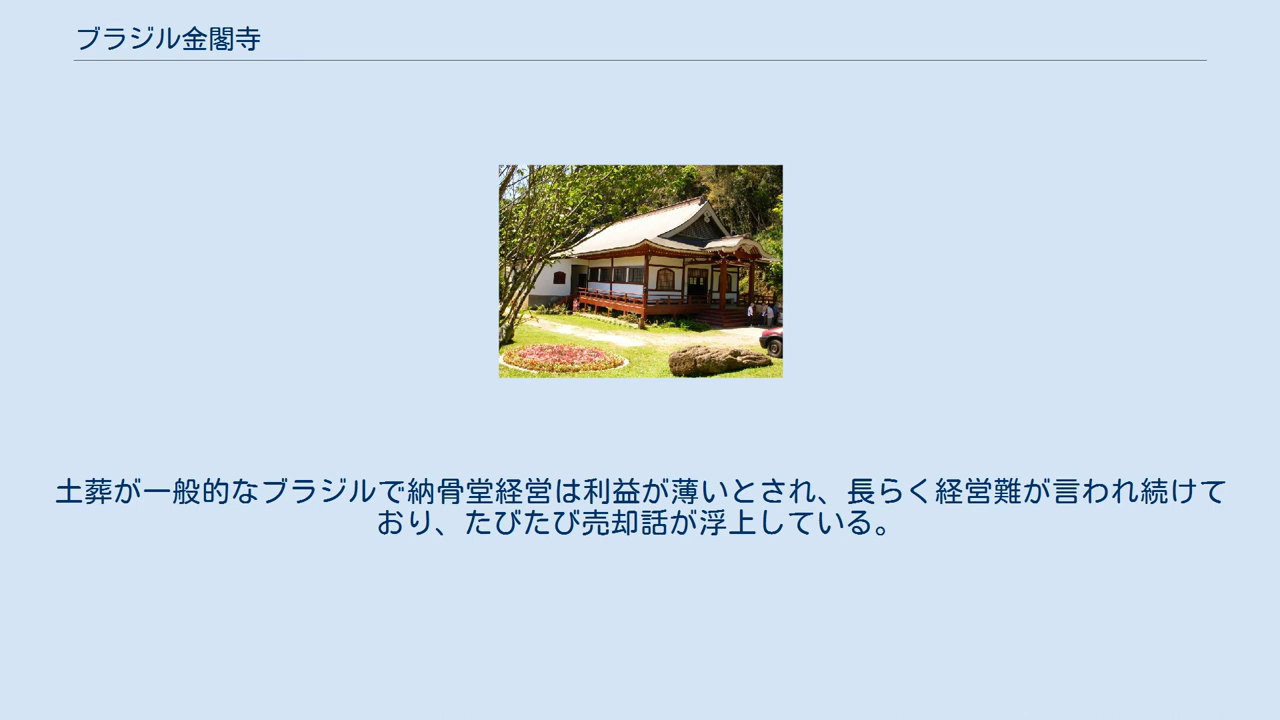 ブラジル金閣寺
土葬が一般的なブラジルで納骨堂経営は利益が薄いとされ、長らく経営難が言われ続けて
おり、たびたび売却話が浮上している。